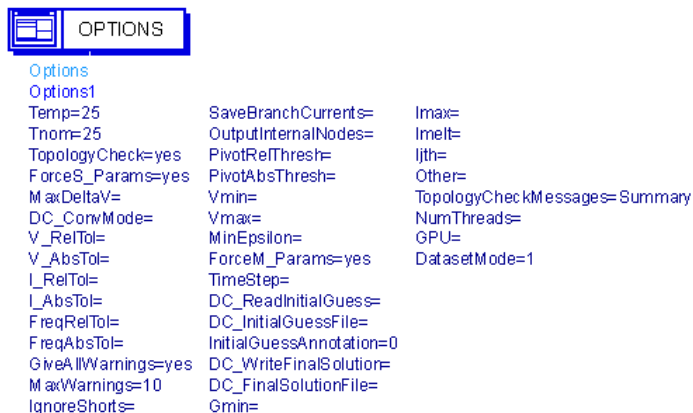 OPTIONS
Options
Options1
Temp=25
Tnom=25
TopologyCheck=yes
ForceS_Params=yes
MaxDeltaV=
DC_ConvMode=
V_RelTol=
V_AbsTol=
I_RelTol=
I_AbsTol=
FreqRelTol=
FreqAbsTol=
GiveAllWarnings=yes
MaxWarnings=10
IgnoreShorts=
SaveBranchCurrents=
OutputInternalNodes=
PivotRelThresh=
PivotAbsThresh=
Vmin=
Vmax=
MinEpsilon=
ForceM_Params=yes
TimeStep=
DC_ReadInitialGuess=
DC_InitialGuessFile=
InitialGuessAnnotation=0
DC_WriteFinalSolution=
DC_FinalSolutionFile=
Gmin=
Imax=
Imelt=
Ijth=
Other=
TopologyCheckMessages=Summary
NumThreads=
GPU=
DatasetMode=1